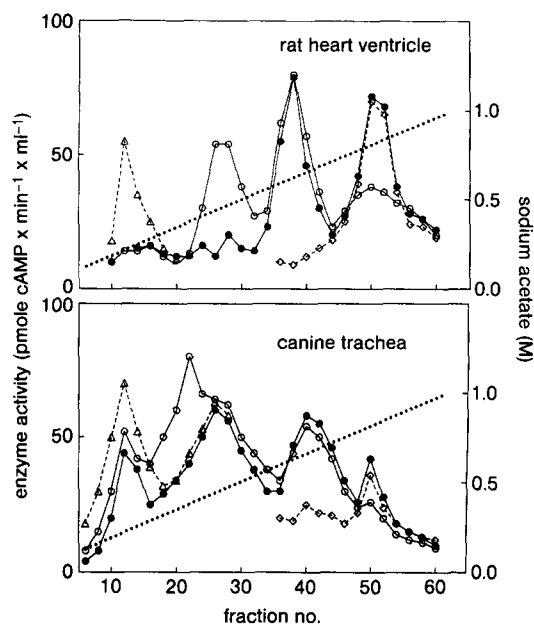 rat heart ventricle
100
50
0
1.0
0.5
0.0
enzyme activity (pmole cAMP x min⁻¹ x ml⁻¹)
sodium acetate (M)
canine trachea
100
50
0
1.0
0.5
0.0
10 20 30 40 50 60
fraction no.